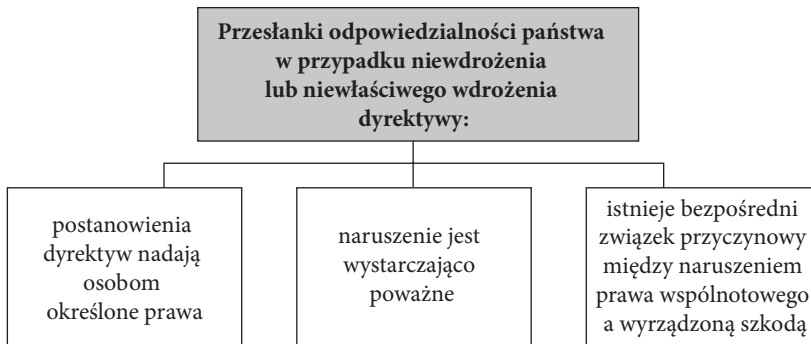 Przesłanki odpowiedzialności państwa
w przypadku niewdrożenia
lub niewłaściwego wdrożenia
dyrektywy:
postanowienia
dyrektyw nadają
osobom
określone prawa
naruszenie jest
wystarczająco
poważne
istnieje bezpośredni
związek przyczynowy
między naruszeniem
prawa wspólnotowego
a wyrządzoną szkodą